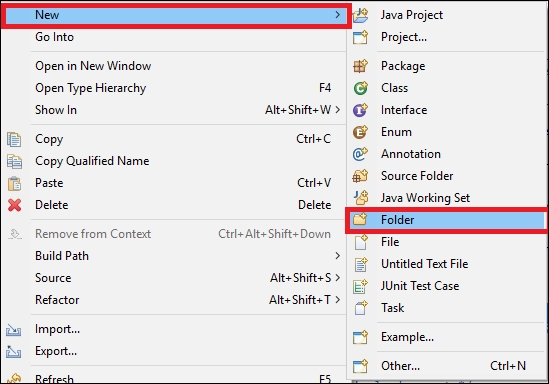 New
Go Into
Open in New Window
Open Type Hierarchy F4
Show In Alt+Shift+W
Copy Ctrl+C
Copy Qualified Name
Paste Ctrl+V
Delete Delete
Remove from Context Ctrl+Alt+Shift+Down
Build Path
Source Alt+Shift+S
Refactor Alt+Shift+T
Import...
Export...
Refresh F5
Java Project
Project...
Package
Class
Interface
Enum
Annotation
Source Folder
Java Working Set
Folder
File
Untitled Text File
JUnit Test Case
Task
Example...
Other... Ctrl+N